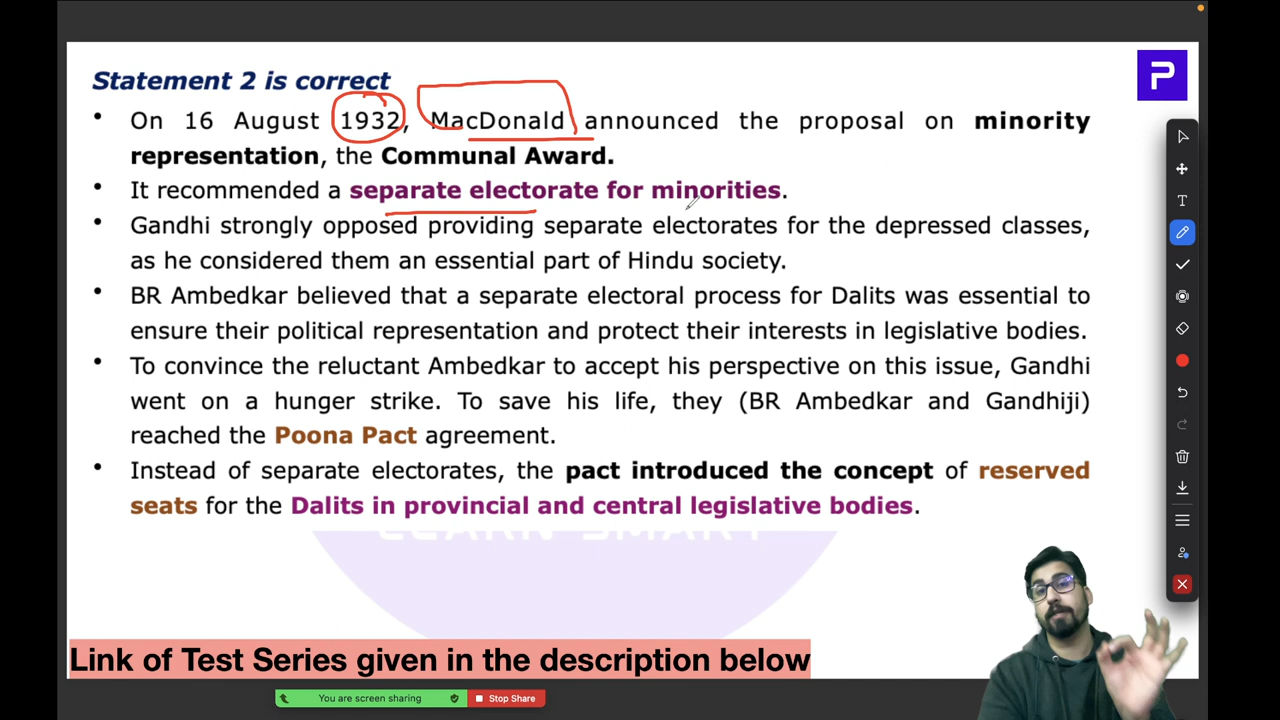 Statement 2 is correct
P
• On 16 August 1932, MacDonald announced the proposal on minority
representation, the Communal Award.
• It recommended a separate electorate for minorities.
• Gandhi strongly opposed providing separate electorates for the depressed classes,
as he considered them an essential part of Hindu society.
• BR Ambedkar believed that a separate electoral process for Dalits was essential to
ensure their political representation and protect their interests in legislative bodies.
• To convince the reluctant Ambedkar to accept his perspective on this issue, Gandhi
went on a hunger strike. To save his life, they (BR Ambedkar and Gandhiji)
reached the Poona Pact agreement.
• Instead of separate electorates, the pact introduced the concept of reserved
seats for the Dalits in provincial and central legislative bodies.
LEARN SMART
Link of Test Series given in the description below
You are screen sharing
Stop Share
T